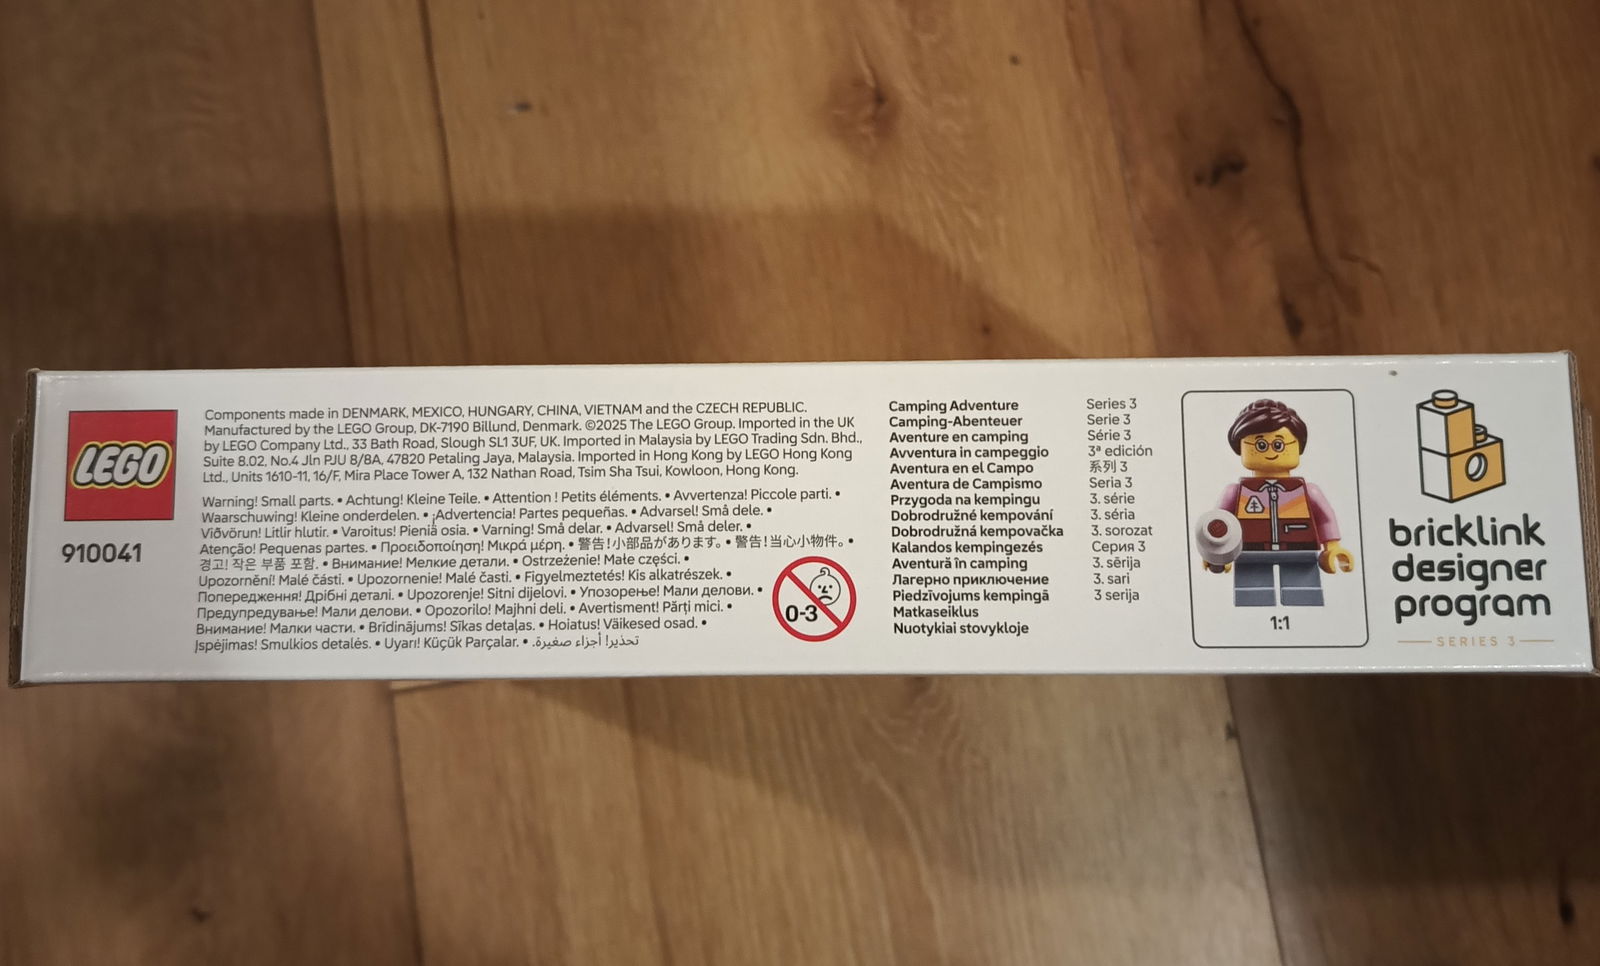 LEGO
910041
Components made in DENMARK, MEXICO, HUNGARY, CHINA, VIETNAM and the CZECH REPUBLIC.
Manufactured by the LEGO Group, DK-7190 Billund, Denmark. ©2025 The LEGO Group. Imported in the UK
by LEGO Company Ltd., 33 Bath Road, Slough SL1 3UF, UK. Imported in Malaysia by LEGO Trading Sdn. Bhd.,
Suite 8.02, No.4 Jln PJU 8/8A, 47820 Petaling Jaya, Malaysia. Imported in Hong Kong by LEGO Hong Kong
Ltd., Units 1610-11, 16/F, Mira Place Tower A, 132 Nathan Road, Tsim Sha Tsui, Kowloon, Hong Kong.
Warning! Small parts. • Achtung! Kleine Teile. • Attention ! Petits éléments. • Avvertenza! Piccole parti. •
Waarschuwing! Kleine onderdelen. • ¡Advertencia! Partes pequeñas. • Advarsel! Små dele. •
Viðvörun! Litlir hlutir. • Varoitus! Pieniä osia. • Varning! Små delar. • Advarsel! Små deler. •
Atenção! Pequenas partes. • Προειδοποίηση! Μικρά μέρη. • 警告!小部品があります。 • 警告!当心小物件。 •
경고! 작은 부품 포함. • Внимание! Мелкие детали. • Ostrzeżenie! Małe części. •
Upozornění! Malé části. • Upozornenie! Malé časti. • Figyelmeztetés! Kis alkatrészek. •
Попередження! Дрібні деталі. • Upozorenje! Sitni dijelovi. • Упозорење! Мали делови. •
Предупредување! Мали делови. • Opozorilo! Majhni deli. • Avertisment! Părți mici. •
Внимание! Малки части. • Brīdinājums! Sīkas detaļas. • Hoiatus! Väikesed osad. •
Įspėjimas! Smulkios detalės. • Uyarı! Küçük Parçalar. • تحذير! أجزاء صغيرة.
0-3
Camping Adventure
Camping-Abenteuer
Aventure en camping
Avventura in campeggio
Aventura en el Campo
Aventura de Campismo
Przygoda na kempingu
Dobrodružné kempování
Dobrodružná kempovačka
Kalandos kempingezés
Aventură în camping
Лагерно приключение
Piedzīvojums kempingā
Matkaseiklus
Nuotykiai stovykloje
Series 3
Serie 3
Série 3
3ª edición
系列 3
Seria 3
3. série
3. séria
3. sorozat
Серия 3
3. sērija
3. sari
3 serija
1:1
bricklink
designer
program
SERIES 3